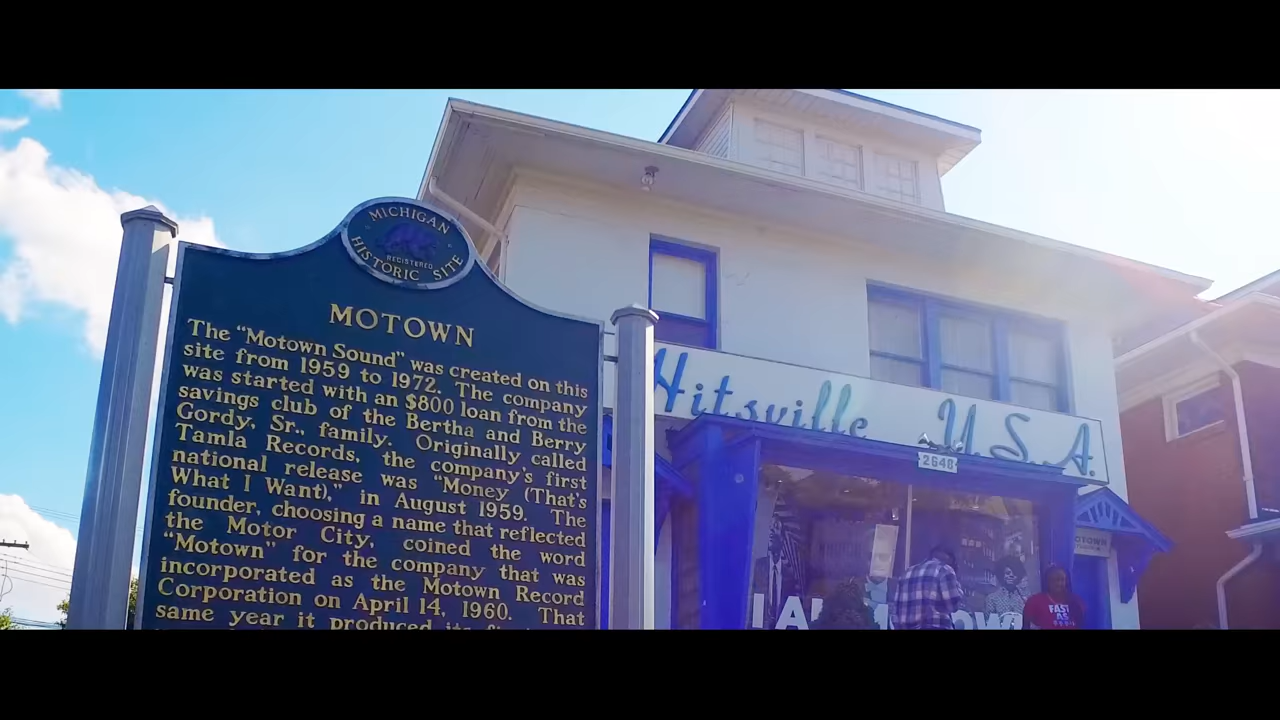 MICHIGAN
REGISTERED
HISTORIC SITE
MOTOWN
The “Motown Sound” was created on this
site from 1959 to 1972. The company
was started with an $800 loan from the
savings club of the Bertha and Berry
Gordy, Sr., family. Originally called
Tamla Records, the company's first
national release was “Money (That's
What I Want),” in August 1959. The
founder, choosing a name that reflected
the Motor City, coined the word
“Motown” for the company that was
incorporated as the Motown Record
Corporation on April 14, 1960. That
same year it produced its
Hitsville U.S.A.
2648
I
FAST
AS